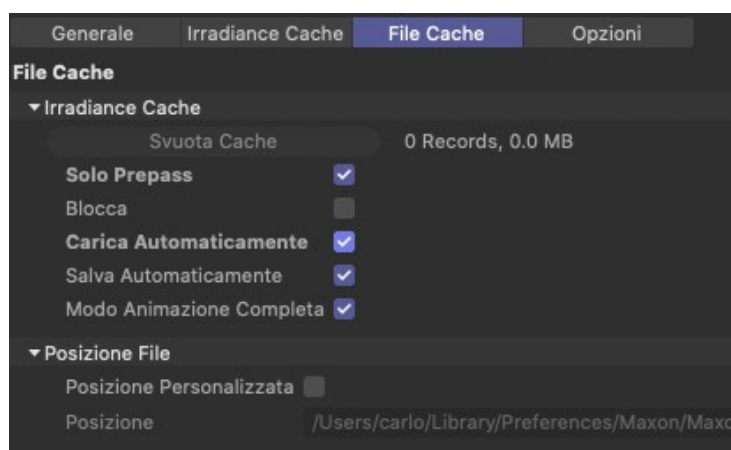 Generale Irradiance Cache File Cache Opzioni
File Cache
Irradiance Cache
Svuota Cache 0 Records, 0.0 MB
Solo Prepass
Blocca
Carica Automaticamente
Salva Automaticamente
Modo Animazione Completa
Posizione File
Posizione Personalizzata
Posizione /Users/carlo/Library/Preferences/Maxon/Maxo